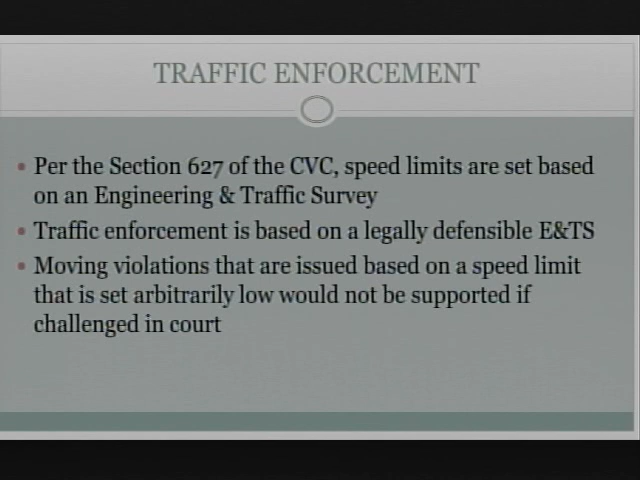 TRAFFIC ENFORCEMENT
• Per the Section 627 of the CVC, speed limits are set based
on an Engineering & Traffic Survey
• Traffic enforcement is based on a legally defensible E&TS
• Moving violations that are issued based on a speed limit
that is set arbitrarily low would not be supported if
challenged in court